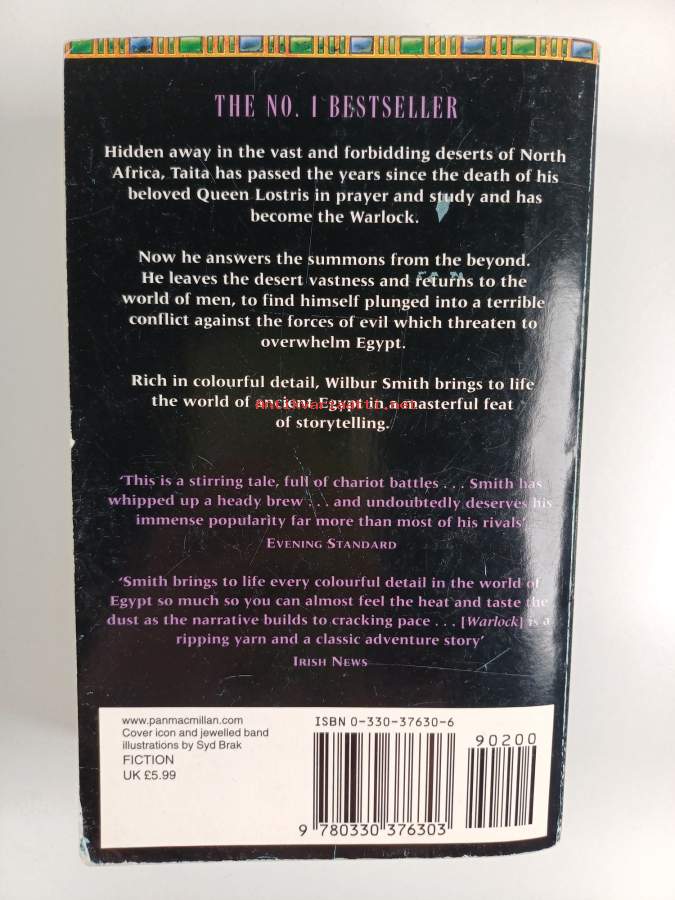 THE NO. 1 BESTSELLER
Hidden away in the vast and forbidding deserts of North
Africa, Taita has passed the years since the death of his
beloved Queen Lostris in prayer and study and has
become the Warlock.
Now he answers the summons from the beyond.
He leaves the desert vastness and returns to the
world of men, to find himself plunged into a terrible
conflict against the forces of evil which threaten to
overwhelm Egypt.
Rich in colourful detail, Wilbur Smith brings to life
the world of ancient Egypt in a masterful feat
of storytelling.
‘This is a stirring tale, full of chariot battles . . . Smith has
whipped up a heady brew . . . and undoubtedly deserves his
immense popularity far more than most of his rivals’
EVENING STANDARD
‘Smith brings to life every colourful detail in the world of
Egypt so much so you can almost feel the heat and taste the
dust as the narrative builds to cracking pace . . . [Warlock] is a
ripping yarn and a classic adventure story’
IRISH NEWS
www.panmacmillan.com
Cover icon and jewelled band
illustrations by Syd Brak
FICTION
UK £5.99
ISBN 0-330-37630-6
90200
9 780330 376303